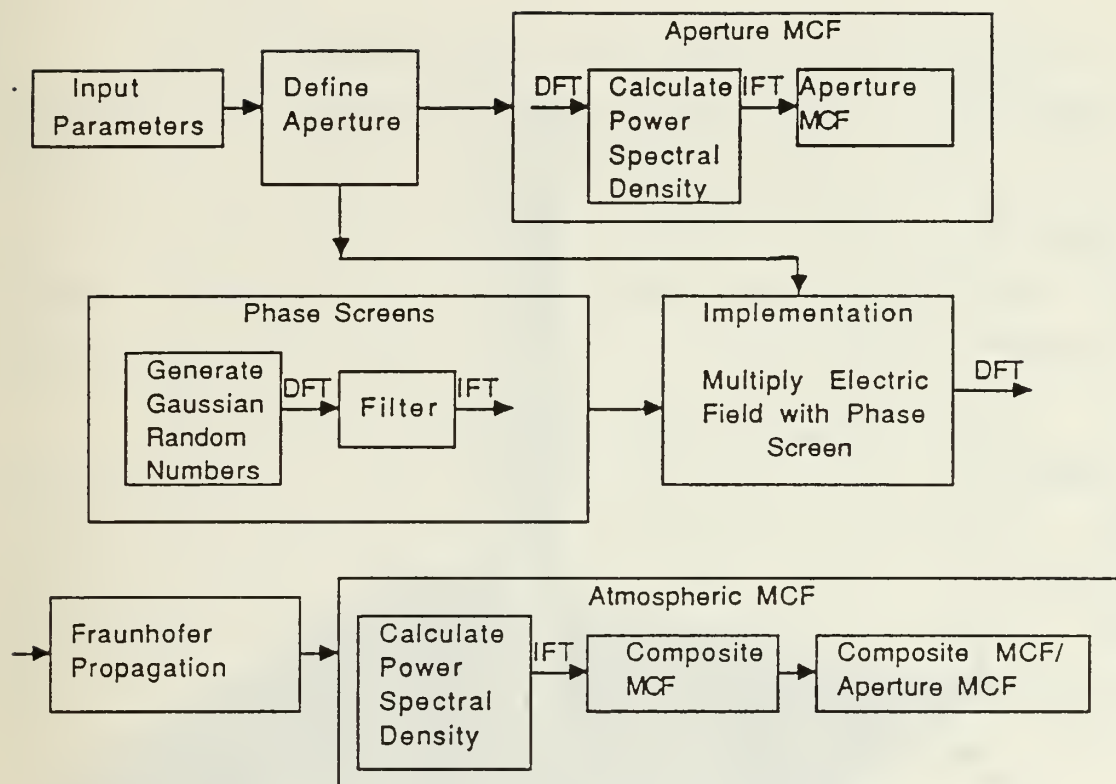 Aperture MCF
Input
Parameters
Define
Aperture
DFT
Calculate
Power
Spectral
Density
IFT
Aperture
MCF
Phase Screens
Generate
Gaussian
Random
Numbers
DFT
Filter
IFT
Implementation
Multiply Electric
Field with Phase
Screen
DFT
Fraunhofer
Propagation
Atmospheric MCF
Calculate
Power
Spectral
Density
IFT
Composite
MCF
Composite MCF/
Aperture MCF